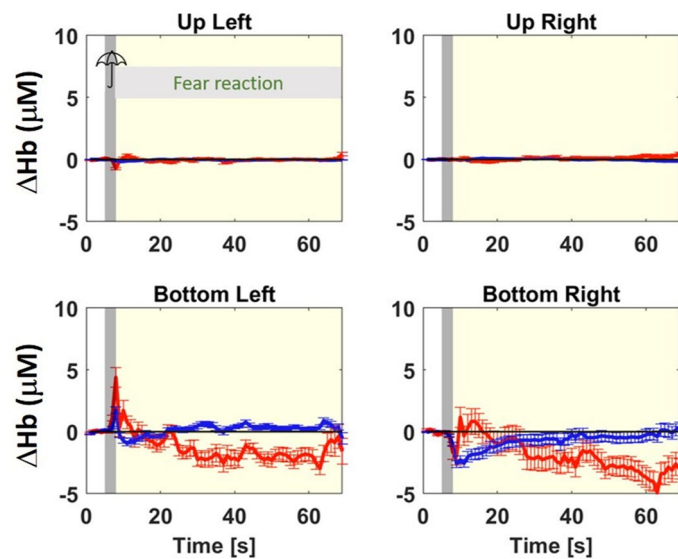 Up Left
Up Right
10
5
0
-5
ΔHb (μM)
Fear reaction
0 20 40 60
10
5
0
-5
0 20 40 60
Bottom Left
Bottom Right
10
5
0
-5
ΔHb (μM)
0 20 40 60
Time [s]
10
5
0
-5
0 20 40 60
Time [s]